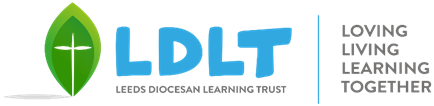 LDLT
LEEDS DIOCESAN LEARNING TRUST
LOVING
LIVING
LEARNING
TOGETHER